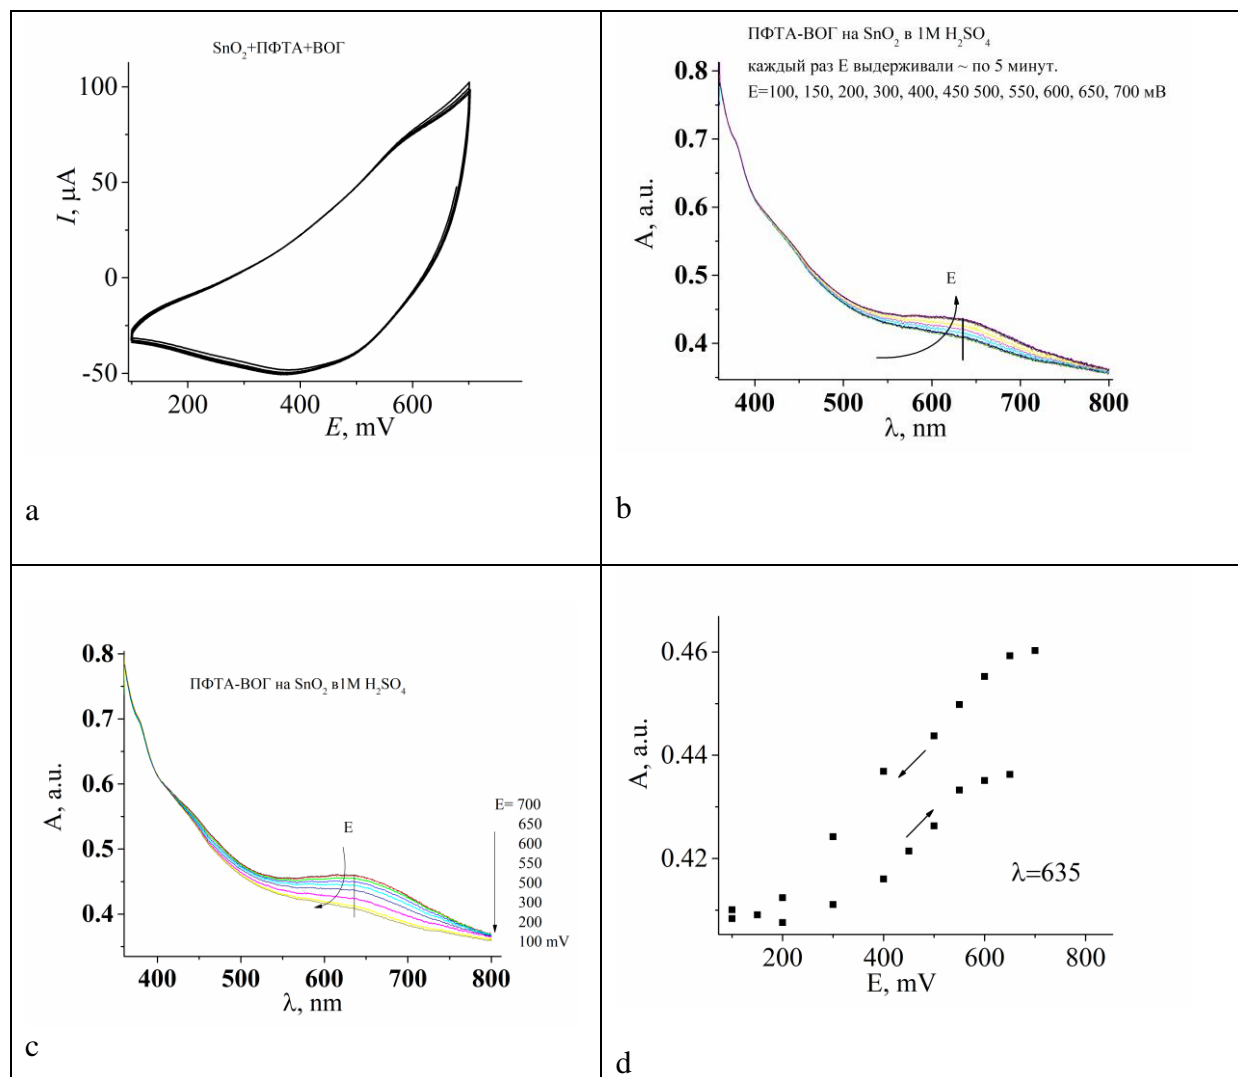 SnO₂+ПФТА+ВОГ
100
50
0
-50
I, µA
200
400
600
E, mV
a
ПФТА-ВОГ на SnO₂ в 1М H₂SO₄
каждый раз E выдерживали ~ по 5 минут.
E=100, 150, 200, 300, 400, 450 500, 550, 600, 650, 700 мВ
0.8
0.7
0.6
0.5
0.4
A, a.u.
E
400
500
600
700
800
λ, nm
b
0.8
0.7
0.6
0.5
0.4
A, a.u.
ПФТА-ВОГ на SnO₂ в1М H₂SO₄
E
E= 700
650
600
550
500
300
200
100 mV
400
500
600
700
800
λ, nm
c
0.46
0.44
0.42
A, a.u.
λ=635
200
400
600
800
E, mV
d